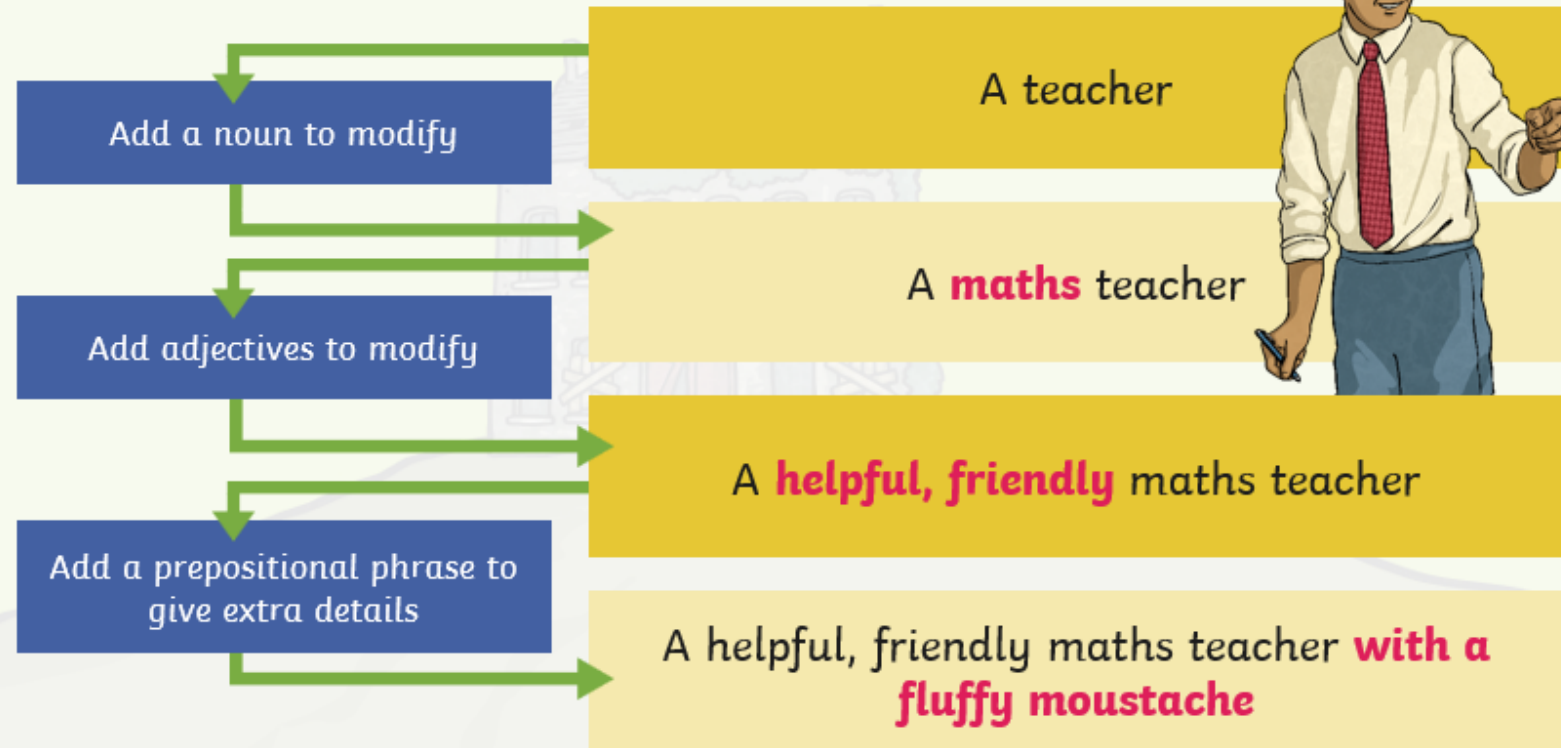 A teacher
Add a noun to modify
A maths teacher
Add adjectives to modify
A helpful, friendly maths teacher
Add a prepositional phrase to
give extra details
A helpful, friendly maths teacher with a
fluffy moustache